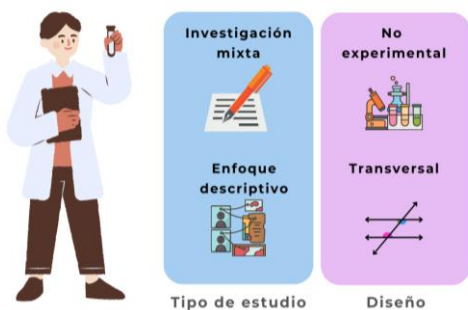 Investigación
mixta
Enfoque
descriptivo
Tipo de estudio
No
experimental
Transversal
Diseño